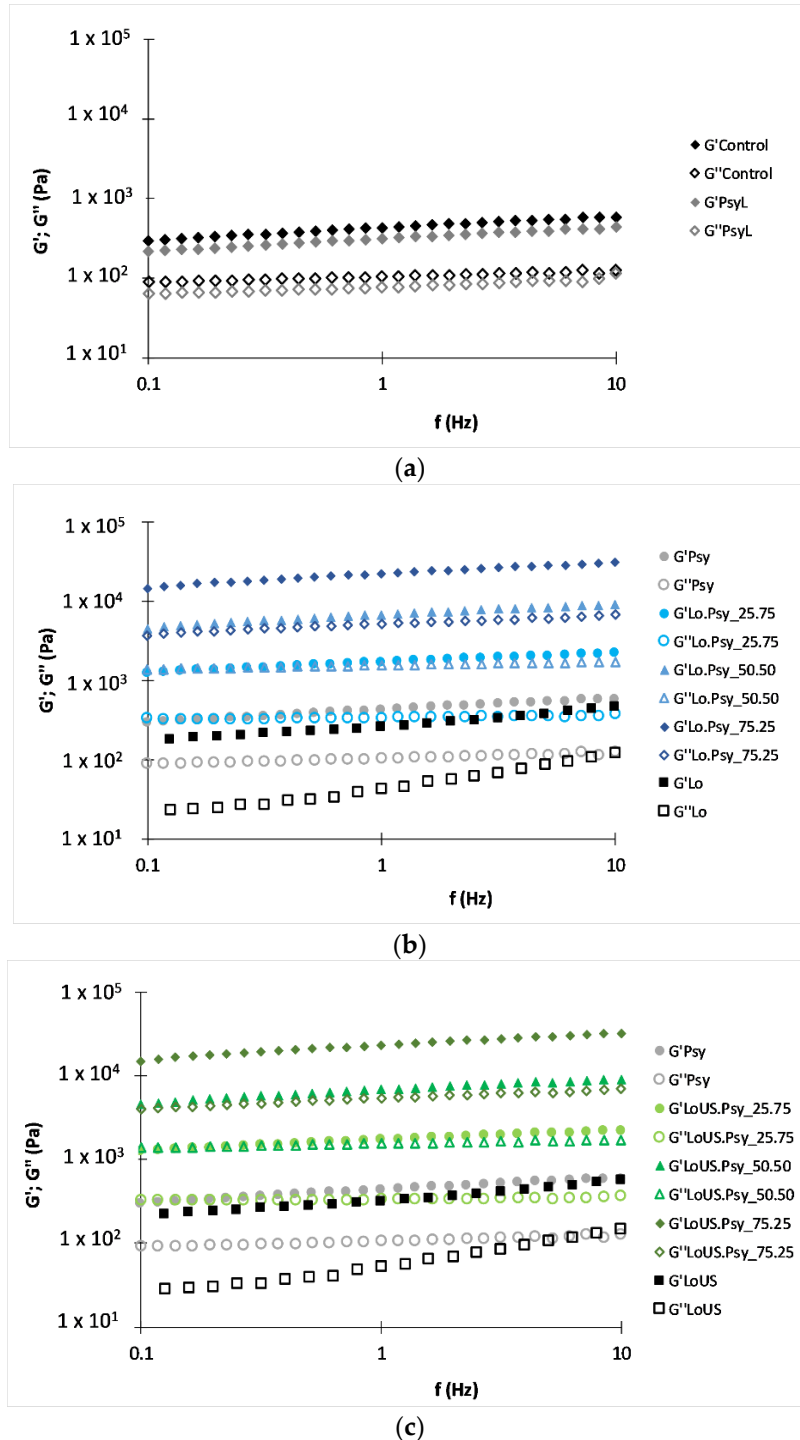 (a)
1 x 10⁵
1 x 10⁴
1 x 10³
1 x 10²
1 x 10¹
G'; G'' (Pa)
0.1
1
10
f (Hz)
G'Control
G''Control
G'PsyL
G''PsyL
(a)
1 x 10⁵
1 x 10⁴
1 x 10³
1 x 10²
1 x 10¹
G'; G'' (Pa)
0.1
1
10
f (Hz)
G'Psy
G''Psy
G'Lo.Psy_25.75
G''Lo.Psy_25.75
G'Lo.Psy_50.50
G''Lo.Psy_50.50
G'Lo.Psy_75.25
G''Lo.Psy_75.25
G'Lo
G''Lo
(b)
1 x 10⁵
1 x 10⁴
1 x 10³
1 x 10²
1 x 10¹
G'; G'' (Pa)
0.1
1
10
f (Hz)
G'Psy
G''Psy
G'LoUS.Psy_25.75
G''LoUS.Psy_25.75
G'LoUS.Psy_50.50
G''LoUS.Psy_50.50
G'LoUS.Psy_75.25
G''LoUS.Psy_75.25
G'LoUS
G''LoUS
(c)